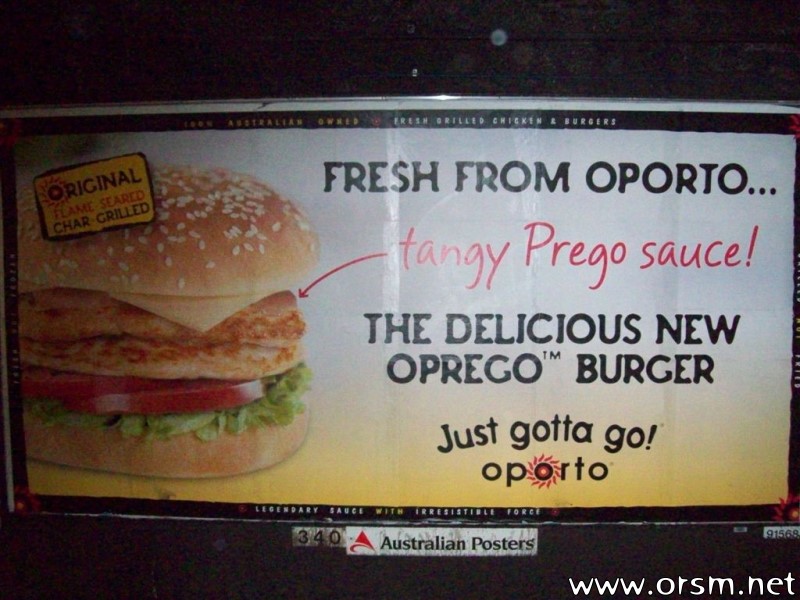 100% AUSTRALIAN OWNED FRESH GRILLED CHICKEN & BURGERS
ORIGINAL
FLAME-SEARED
CHAR-GRILLED
FRESH FROM OPORTO...
tangy Prego sauce!
THE DELICIOUS NEW
OPREGO™ BURGER
Just gotta go!
oporto
LEGENDARY SAUCE WITH IRRESISTIBLE FORCE
340 Australian Posters
91568
www.orsm.net